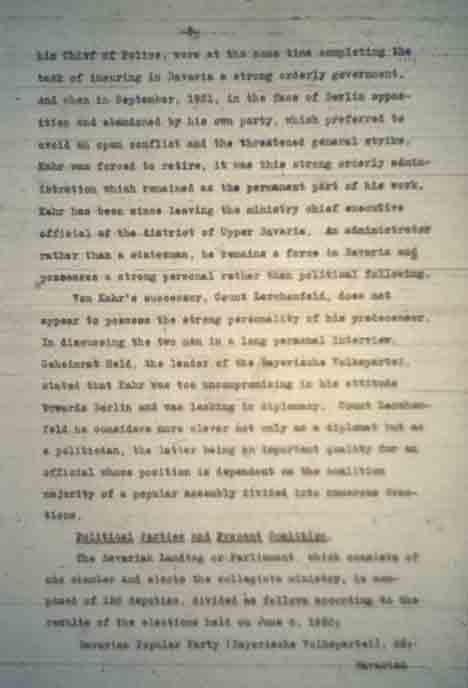 his Chief of Police, were at the same time completing the
task of insuring in Bavaria a strong orderly government.
And when in September, 1921, in the face of Berlin oppos-
ition and abandoned by his own party, which preferred to
avoid an open conflict and the threatened general strike,
Kahr was forced to retire, it was this strong orderly admin-
istration which remained as the permanent part of his work.
Kahr has been since leaving the ministry chief executive
official of the district of Upper Bavaria. An administrator
rather than a statesman, he remains a force in Bavaria and
possesses a strong personal rather than political following.
Von Kahr's successor, Count Lerchenfeld, does not
appear to possess the strong personality of his predecessor.
In discussing the two men in a long personal interview,
Geheimrat Held, the leader of the Bayerische Volkspartei,
stated that Kahr was too uncompromising in his attitude
towards Berlin and was lacking in diplomacy. Count Lerchen-
feld he considers more clever not only as a diplomat but as
a politician, the latter being an important quality for an
official whose position is dependent on the coalition
majority of a popular assembly divided into numerous frac-
tions.
Political Parties and Present Coalition.
The Bavarian Landtag or Parliament, which consists of
one chamber and elects the collegiate ministry, is com-
posed of deputies, divided as follows according to the
results of the elections held on June 6, 1920:
Bavarian Popular Party (Bayerische Volkspartei),
Bavarian